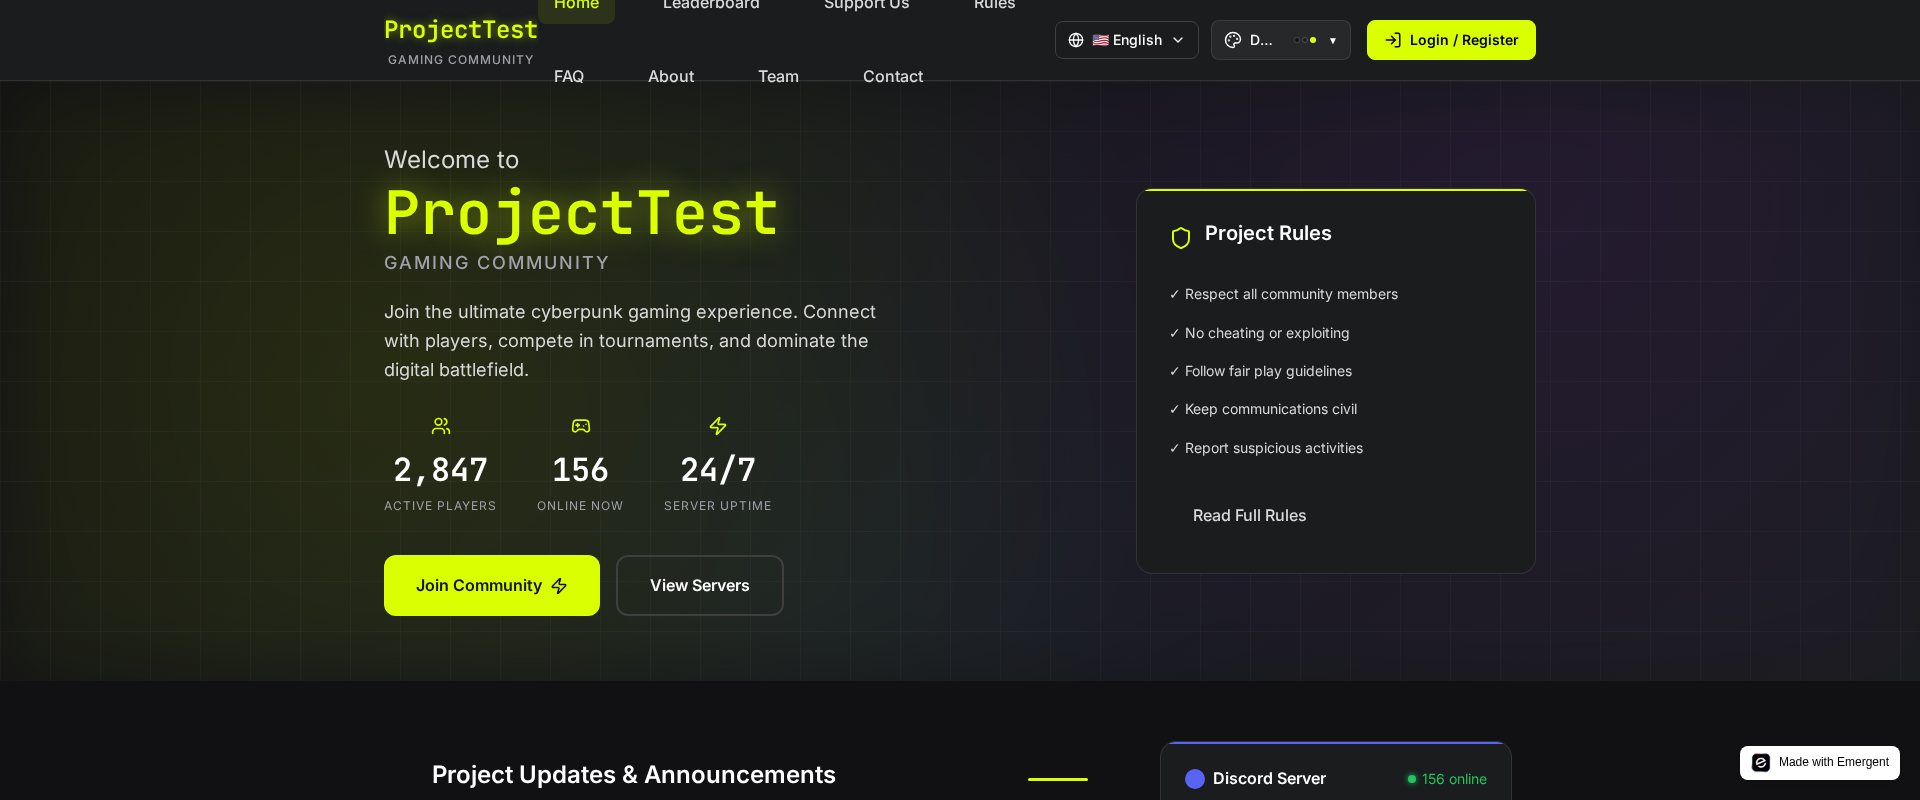 ProjectTest
GAMING COMMUNITY
Home
Leaderboard
Support Us
Rules
FAQ
About
Team
Contact
English
D...
Login / Register
Welcome to
ProjectTest
GAMING COMMUNITY
Join the ultimate cyberpunk gaming experience. Connect
with players, compete in tournaments, and dominate the
digital battlefield.
2,847
ACTIVE PLAYERS
156
ONLINE NOW
24/7
SERVER UPTIME
Join Community
View Servers
Project Rules
✓ Respect all community members
✓ No cheating or exploiting
✓ Follow fair play guidelines
✓ Keep communications civil
✓ Report suspicious activities
Read Full Rules
Project Updates & Announcements
Discord Server
156 online
Made with Emergent